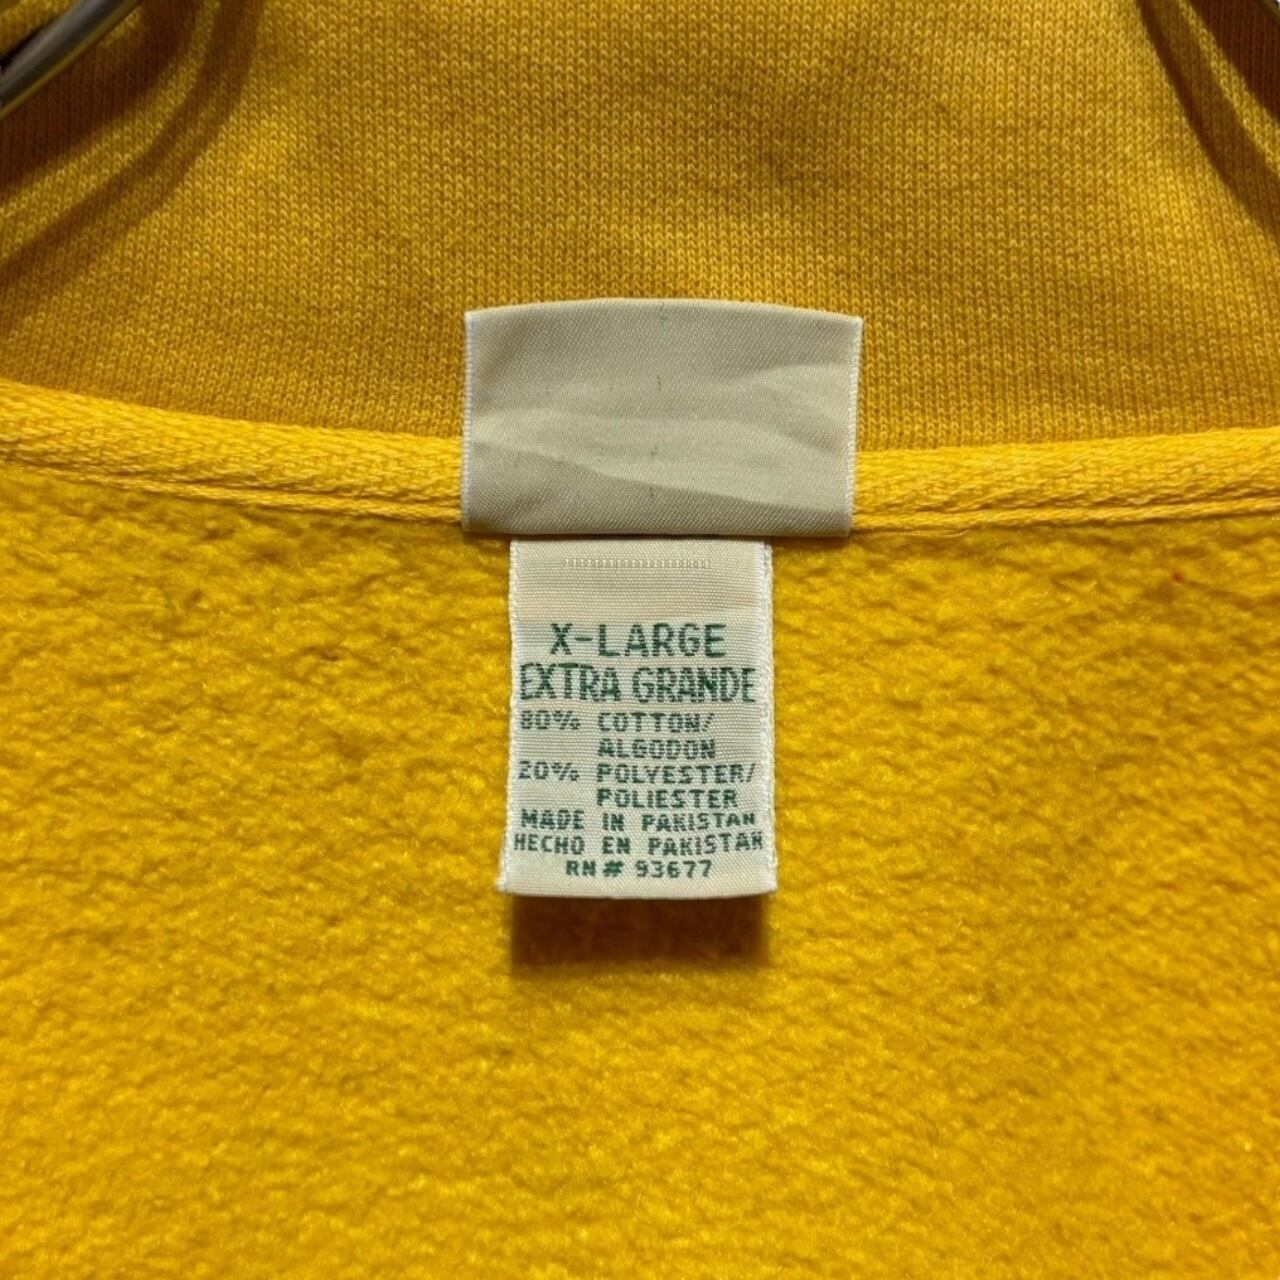 X-LARGE
EXTRA GRANDE
80% COTTON/
ALGODON
20% POLYESTER/
POLIESTER
MADE IN PAKISTAN
HECHO EN PAKISTAN
RN# 93677